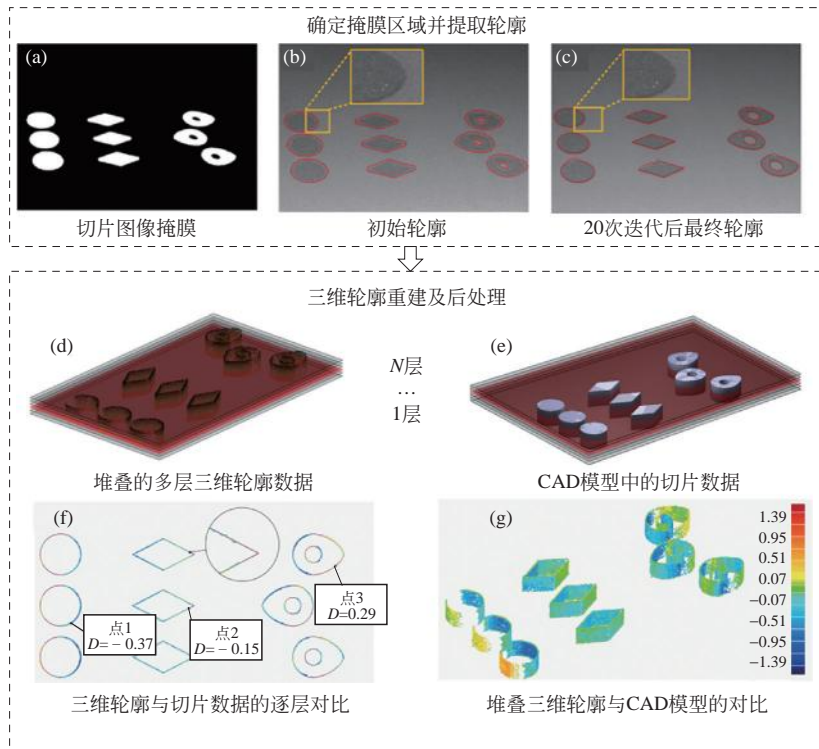 确定掩膜区域并提取轮廓
(a)
(b)
(c)
切片图像掩膜
初始轮廓
20次迭代后最终轮廓
三维轮廓重建及后处理
(d)
N层
…
1层
(e)
堆叠的多层三维轮廓数据
CAD模型中的切片数据
(f)
点1
D=－0.37
点2
D=－0.15
点3
D=0.29
(g)
1.39
0.95
0.51
0.07
－0.07
－0.51
－0.95
－1.39
三维轮廓与切片数据的逐层对比
堆叠三维轮廓与CAD模型的对比